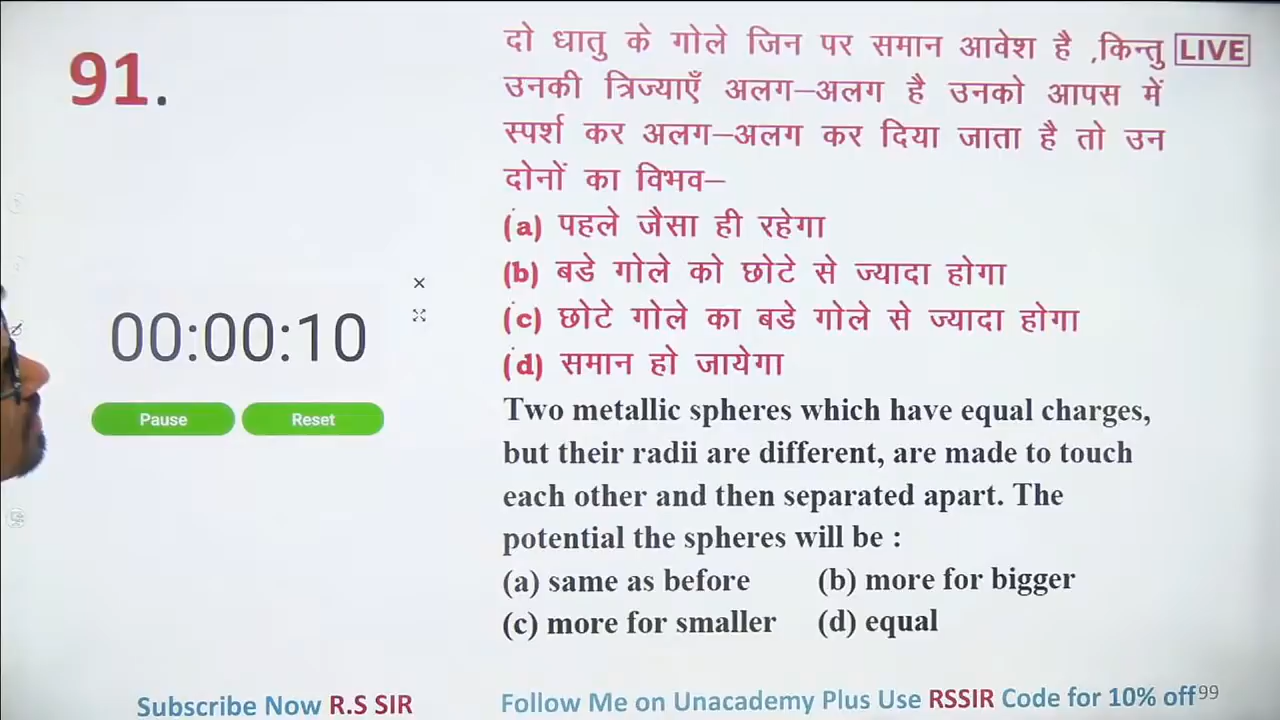 91.
दो धातु के गोले जिन पर समान आवेश है ,किन्तु
LIVE
उनकी त्रिज्याएँ अलग–अलग है उनको आपस में
स्पर्श कर अलग–अलग कर दिया जाता है तो उन
दोनों का विभव–
(a) पहले जैसा ही रहेगा
(b) बडे गोले को छोटे से ज्यादा होगा
(c) छोटे गोले का बडे गोले से ज्यादा होगा
(d) समान हो जायेगा
00:00:10
Pause Reset
Two metallic spheres which have equal charges,
but their radii are different, are made to touch
each other and then separated apart. The
potential the spheres will be :
(a) same as before (b) more for bigger
(c) more for smaller (d) equal
Subscribe Now R.S SIR
Follow Me on Unacademy Plus Use RSSIR Code for 10% off 99